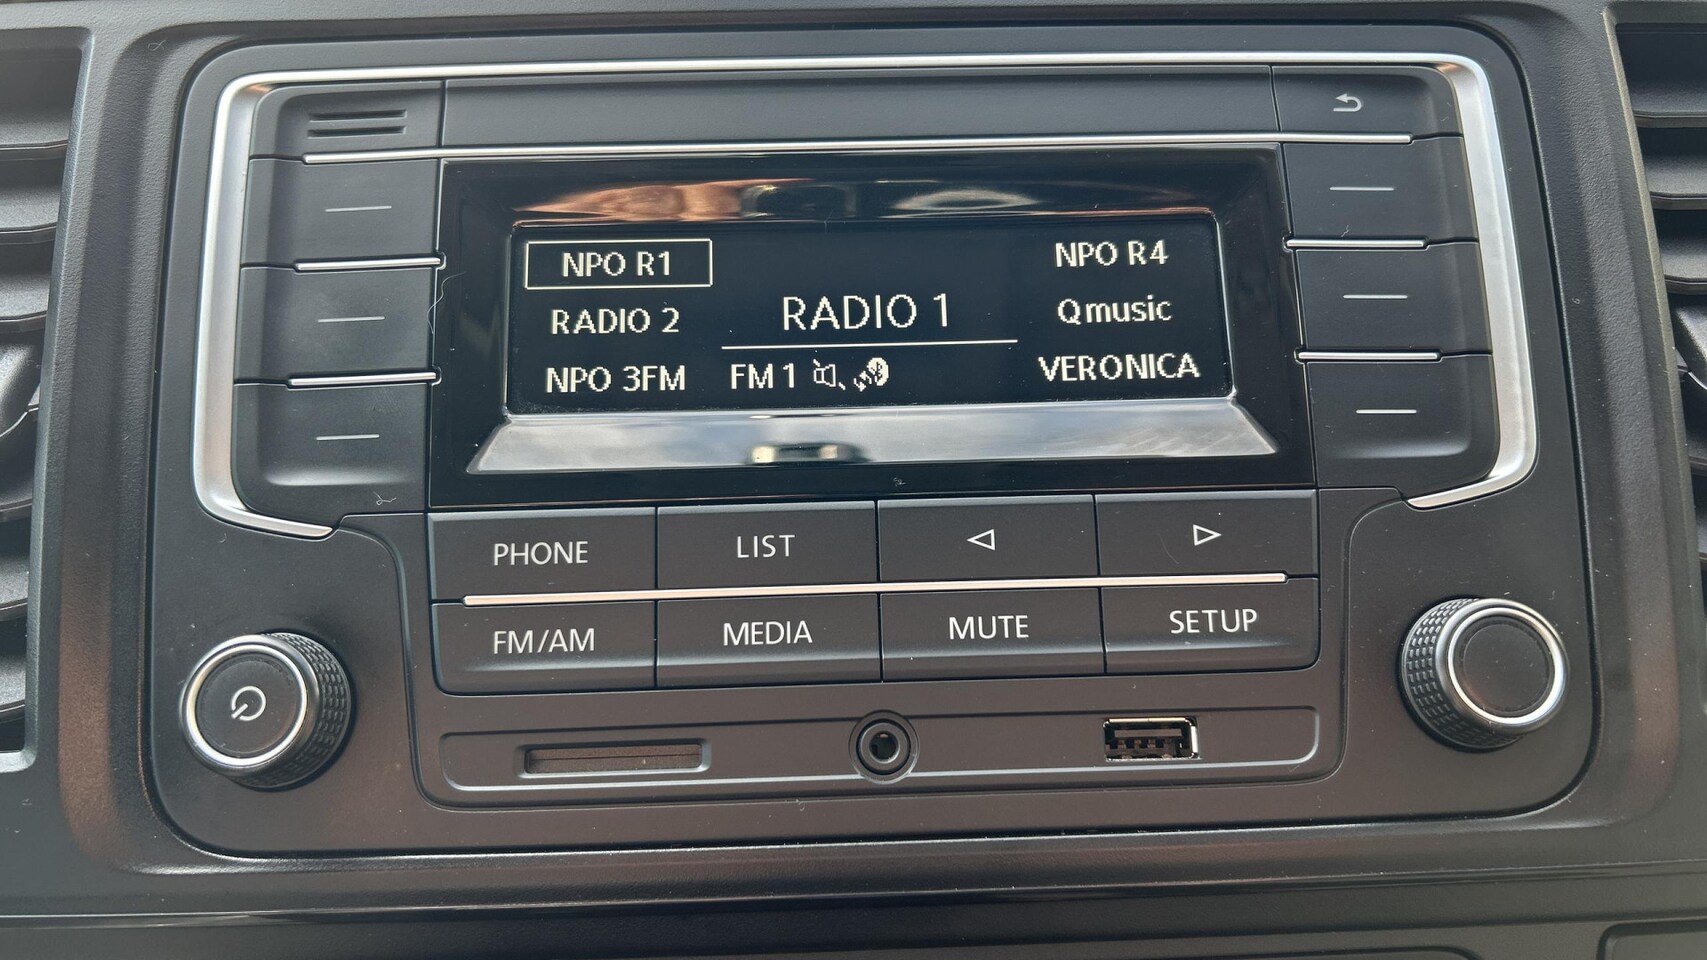 NPO R1
RADIO 2
NPO 3FM
RADIO 1
FM 1
NPO R4
Qmusic
VERONICA
PHONE
LIST
FM/AM
MEDIA
MUTE
SETUP